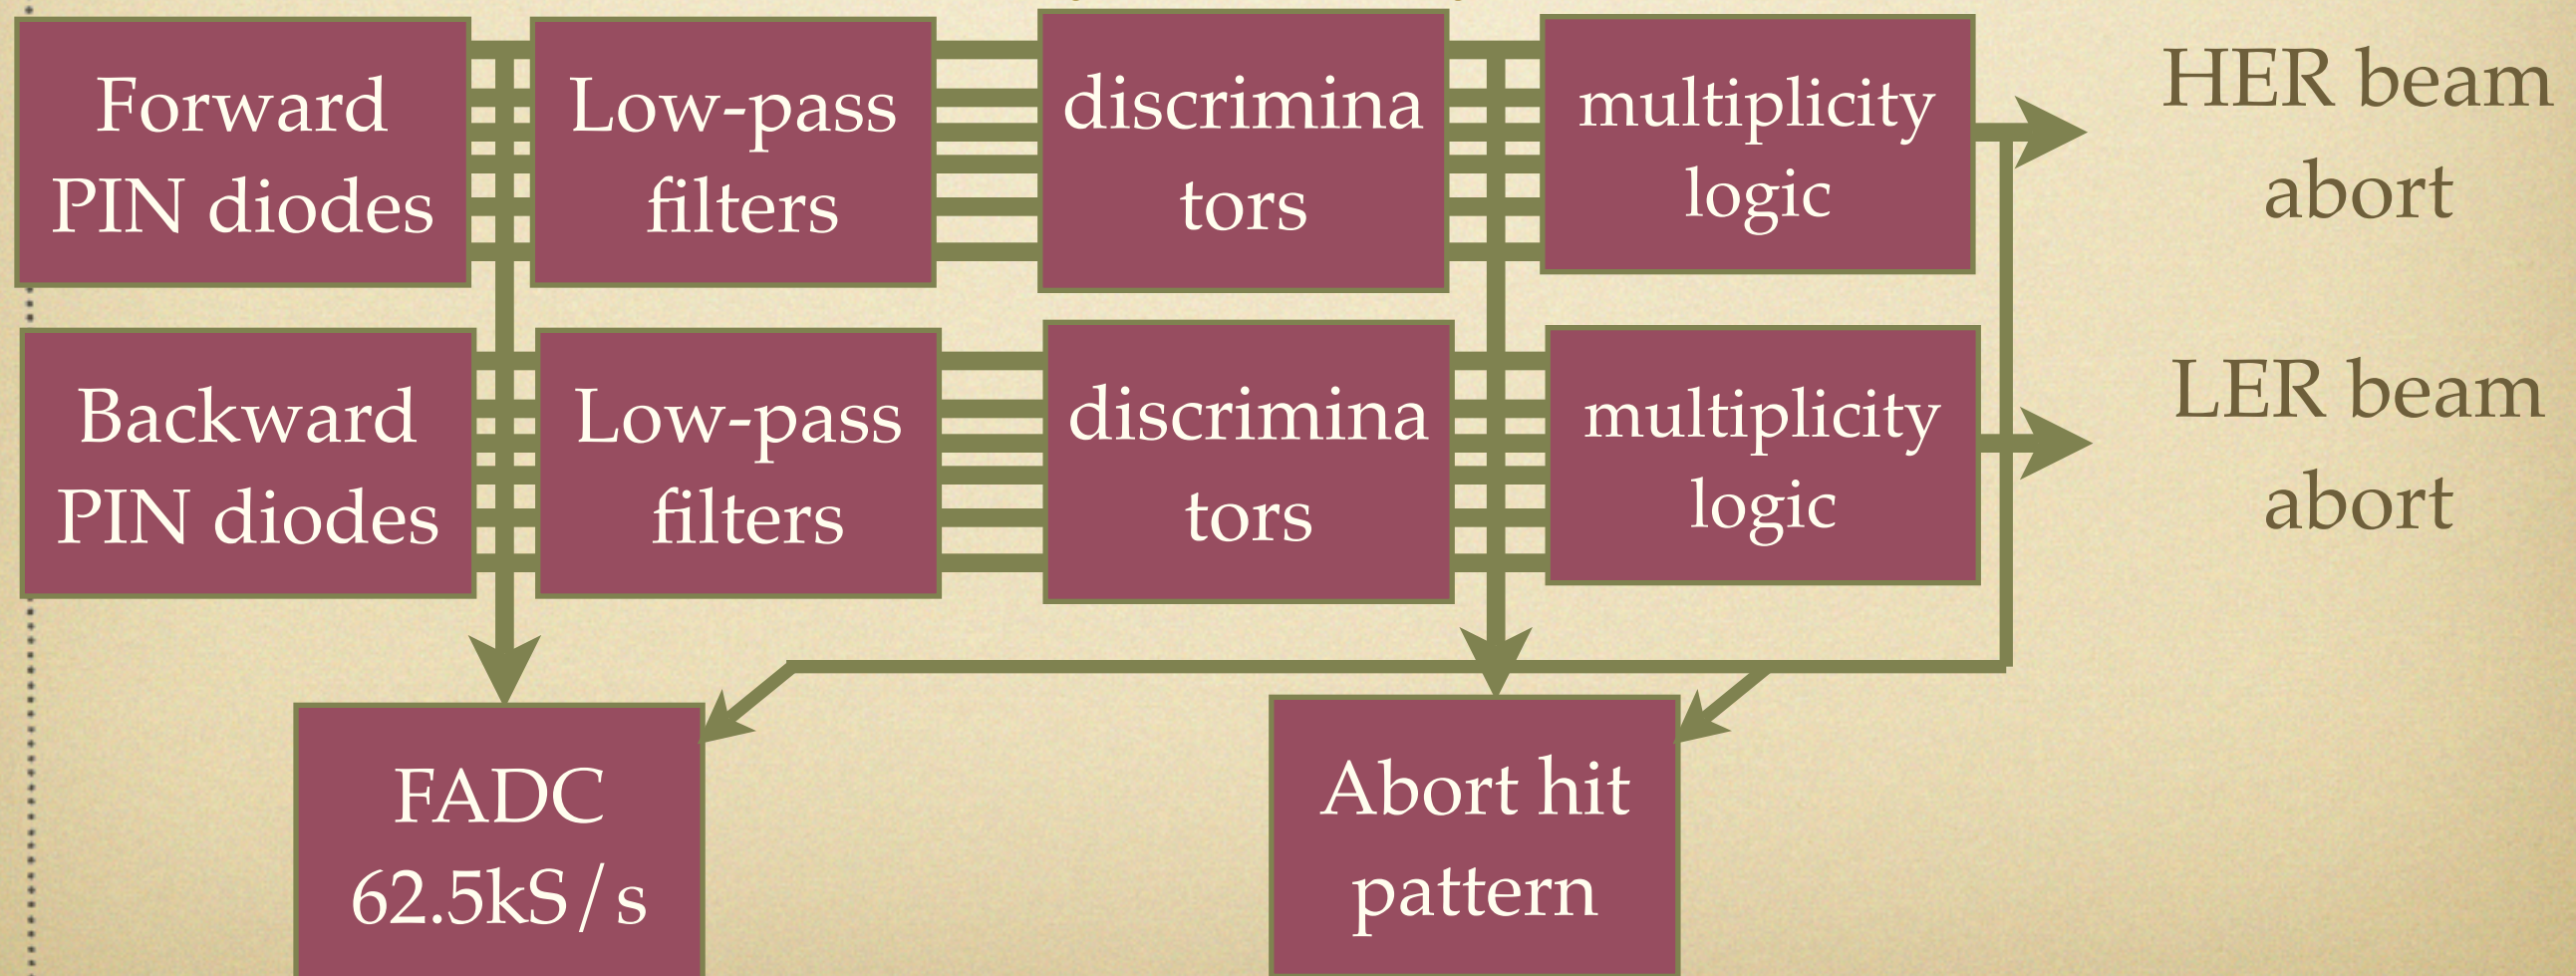 Forward
PIN diodes
Low-pass
filters
discrimina
tors
multiplicity
logic
HER beam
abort
Backward
PIN diodes
Low-pass
filters
discrimina
tors
multiplicity
logic
LER beam
abort
FADC
62.5kS/s
Abort hit
pattern